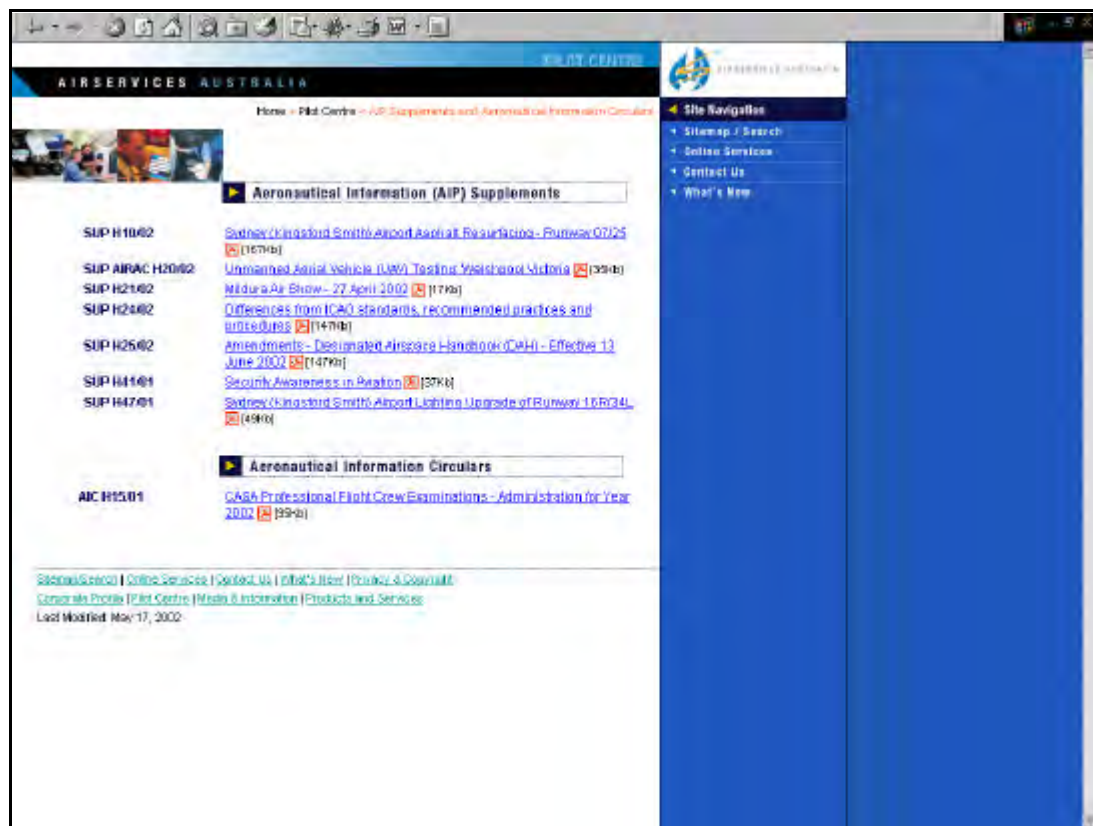 PILOT CENTRE
AIRSERVICES AUSTRALIA
AIRSERVICES AUSTRALIA
Home > Pilot Centre > AIP Supplements and Aeronautical Information Circulars
Site Navigation
Sitemap / Search
Online Services
Contact Us
What's New
Aeronautical Information (AIP) Supplements
SUP H18/02 Sydney (Kingsford Smith) Airport Asphalt Resurfacing - Runway 07/25
[167Kb]
SUP AIRAC H20/02 Unmanned Aerial Vehicle (UAV) Testing: Welshpool Victoria [35Kb]
SUP H21/02 Mildura Air Show - 27 April 2002 [17Kb]
SUP H24/02 Differences from ICAO standards, recommended practices and
procedures [147Kb]
SUP H25/02 Amendments - Designated Airspace Handbook (DAH) - Effective 13
June 2002 [147Kb]
SUP H41/01 Security Awareness in Aviation [37Kb]
SUP H47/01 Sydney (Kingsford Smith) Airport Lighting Upgrade of Runway 16R/34L
[49Kb]
Aeronautical Information Circulars
AIC H15/01 CASA Professional Flight Crew Examinations - Administration for Year
2002 [99Kb]
Sitemap/Search | Online Services | Contact Us | What's New | Privacy & Copyright
Corporate Profile | Pilot Centre | Media & Information | Products and Services
Last Modified: May 17, 2002